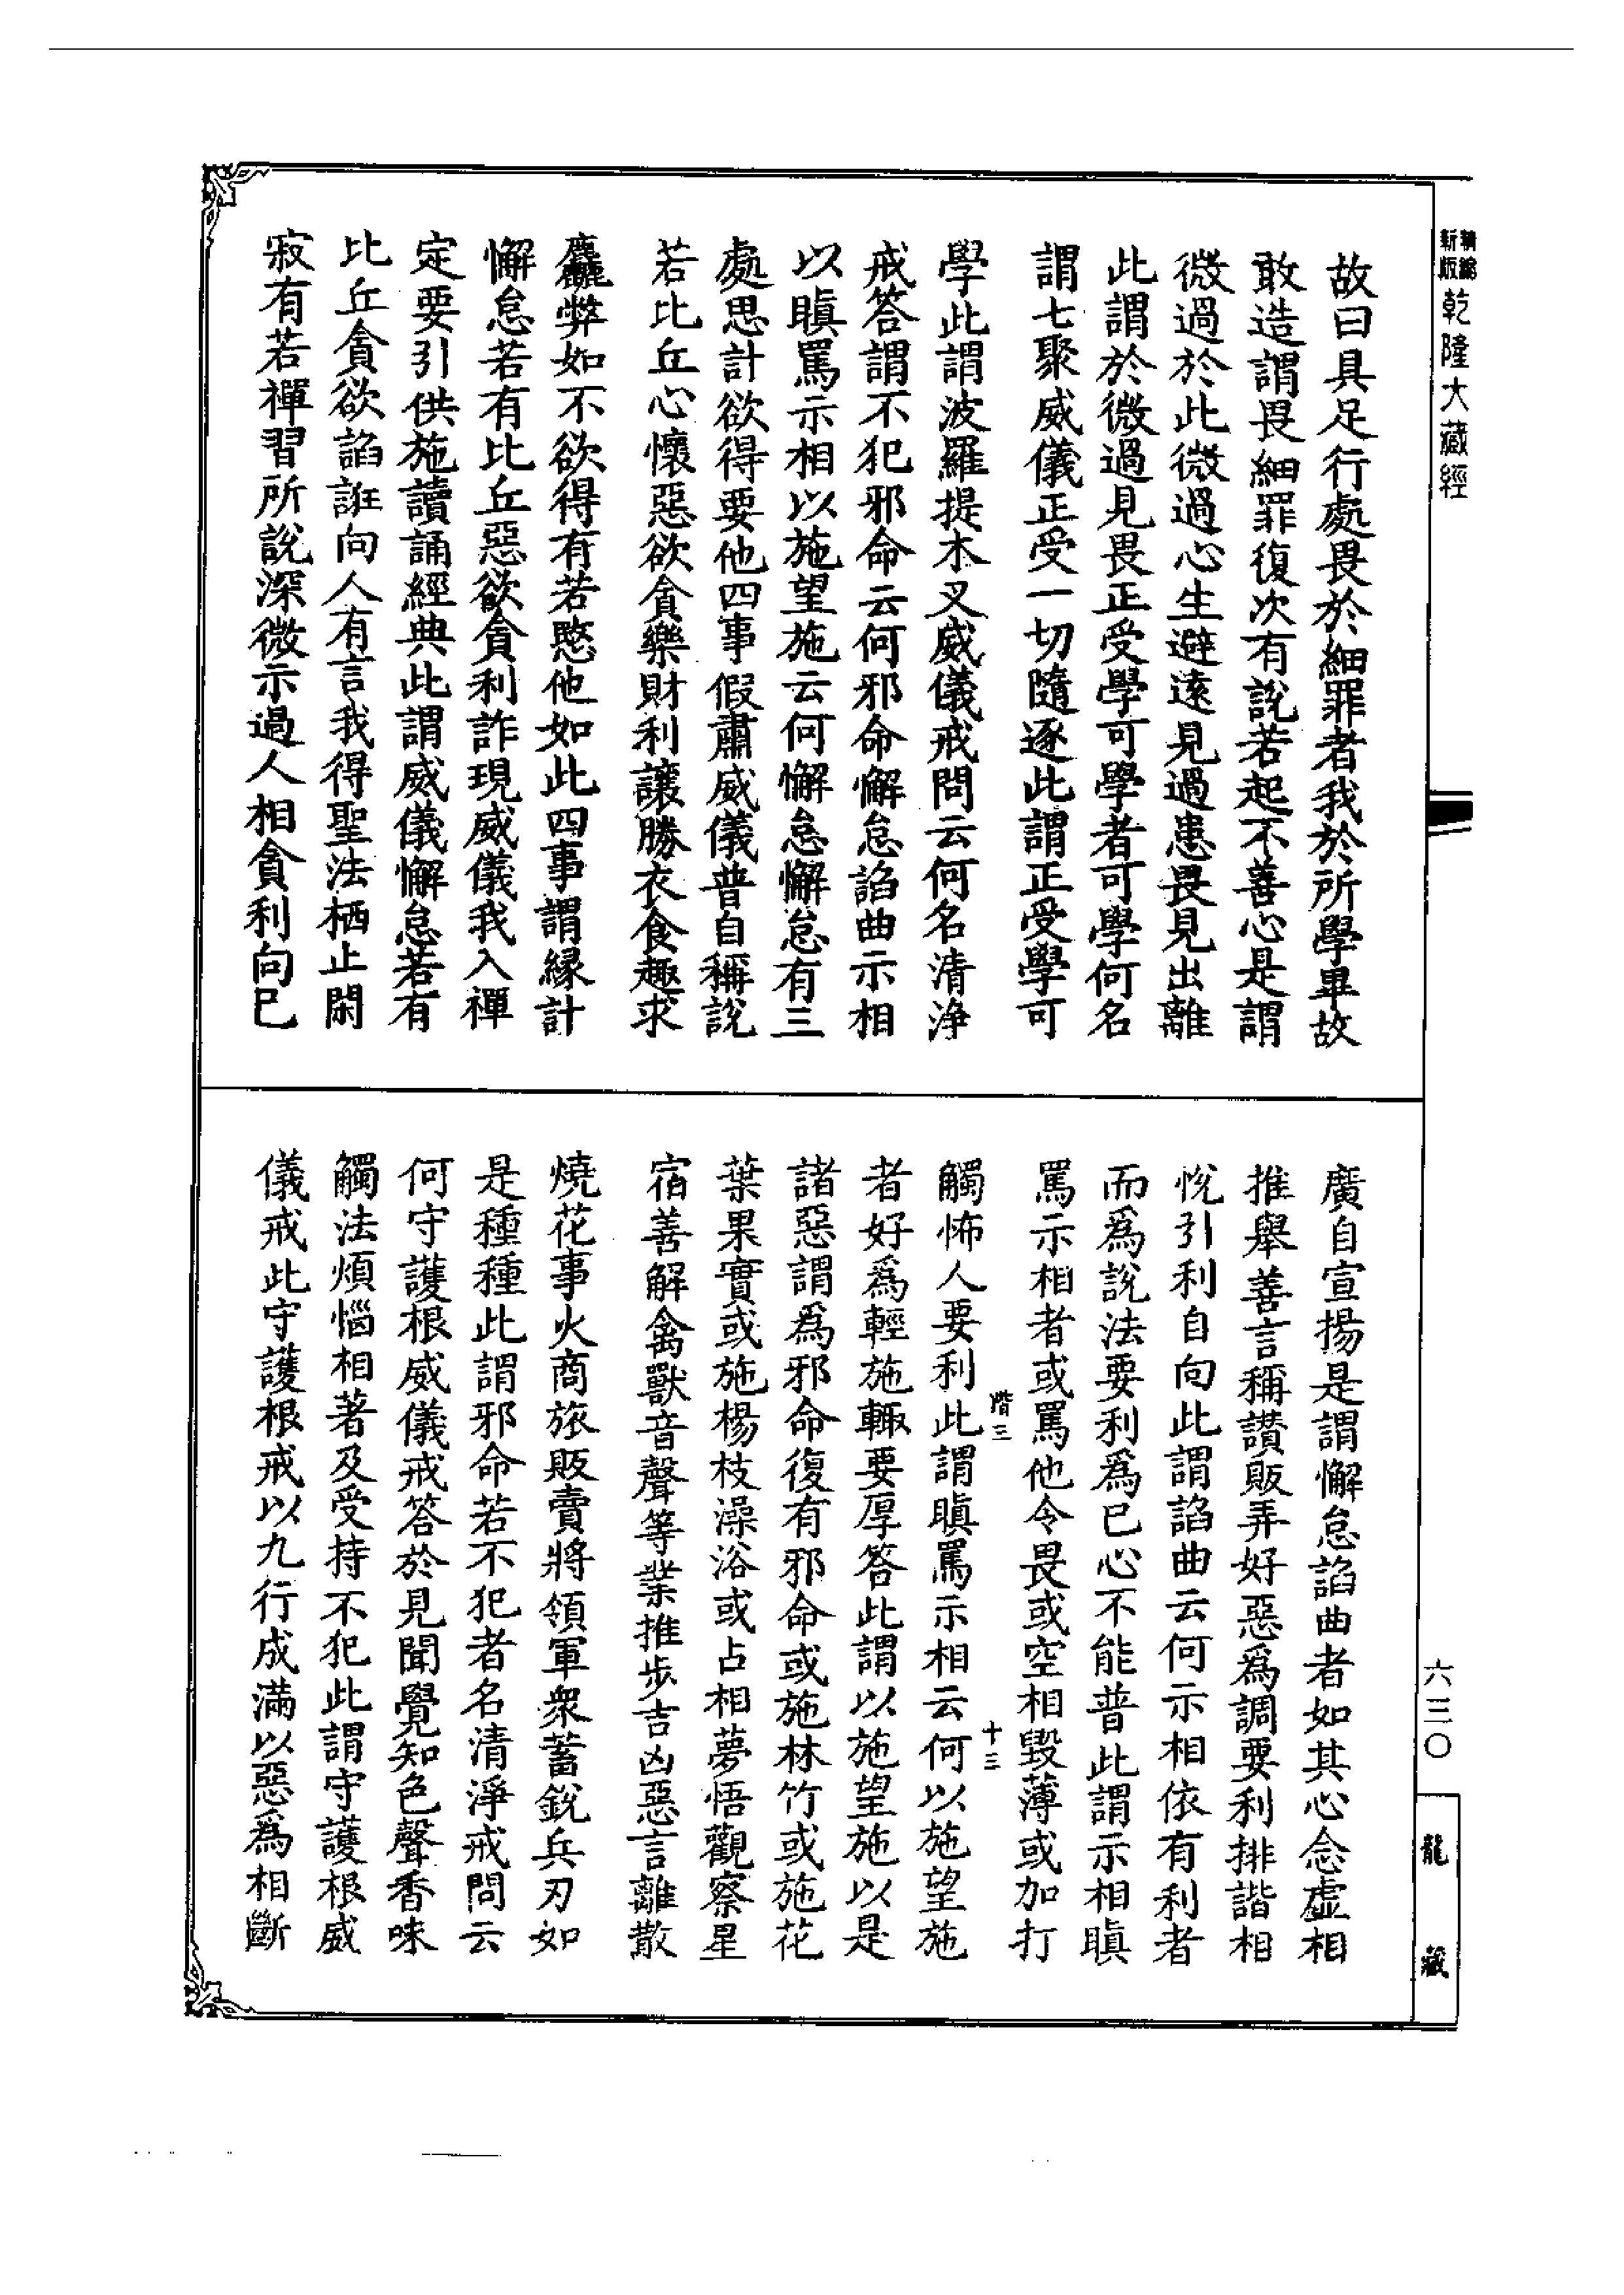 新版 精縮 乾隆大藏經
故曰具足行處畏於細罪者我於所學畢故
敢造謂畏細罪復次有說若起不善心是謂
微過於此微過心生避遠見過患畏見出離
此謂於微過見畏正受學可學者可學何名
謂七聚威儀正受一切隨逐此謂正受學可
學此謂波羅提木叉威儀戒問云何名清淨
戒答謂不犯邪命云何邪命懈怠諂曲示相
以瞋罵示相以施望施云何懈怠懈怠有三
處思計欲得要他四事假肅威儀普自稱說
若比丘心懷惡欲貪樂財利讓勝衣食趣求
麤弊如不欲得有若愍他如此四事謂緣計
懈怠若有比丘惡欲貪利詐現威儀我入禪
定要引供施讀誦經典此謂威儀懈怠若有
比丘貪欲諂誑向人有言我得聖法栖止閑
寂有若禪習所說深微示過人相貪利向已
廣自宣揚是謂懈怠諂曲者如其心念虛相
推舉善言稱讚販弄好惡爲調要利排諧相
悅引利自向此謂諂曲云何示相依有利者
而爲說法要利爲已心不能普此謂示相瞋
罵示相者或罵他令畏或空相毀薄或加打
觸怖人要利此謂瞋罵示相云何以施望施
者好爲輕施輙要厚答此謂以施望施以是
諸惡謂爲邪命復有邪命或施林竹或施花
葉果實或施楊枝澡浴或占相夢悟觀察星
宿善解禽獸音聲等業推步吉凶惡言離散
燒花事火商旅販賣將領軍衆蓄銳兵刃如
是種種此謂邪命若不犯者名清淨戒問云
何守護根威儀戒答於見聞覺知色聲香味
觸法煩惱相著及受持不犯此謂守護根威
儀戒此守護根戒以九行成滿以惡爲相斷
十三
六三〇
龍藏